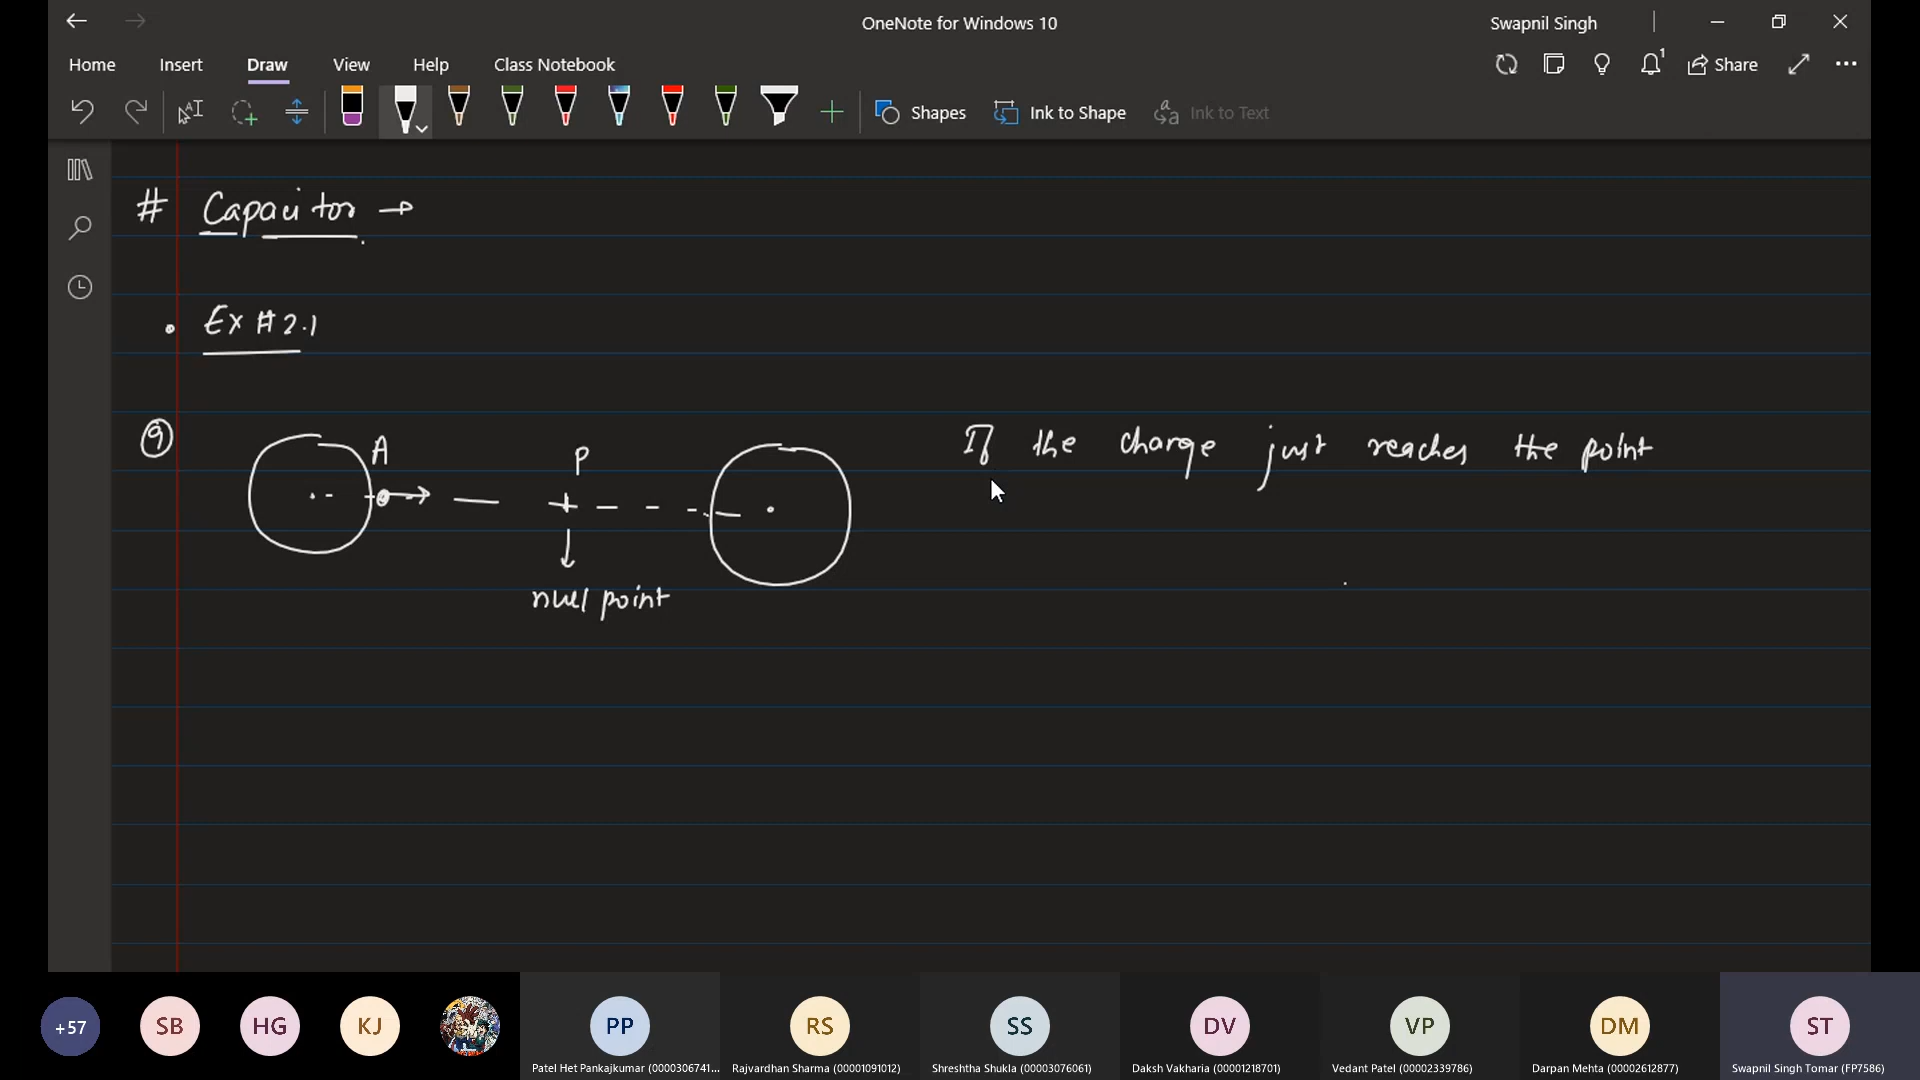 OneNote for Windows 10
Swapnil Singh
Home Insert Draw View Help Class Notebook
1
Share
Shapes Ink to Shape Ink to Text
# Capacitor →
• Ex # 2.1
9
A
P
null point
If the charge just reaches the point
+57 SB HG KJ PP RS SS DV VP DM ST
Patel Het Pankajkumar (0000306741... Rajvardhan Sharma (00001091012) Shreshtha Shukla (00003076061) Daksh Vakharia (00001218701) Vedant Patel (00002339786) Darpan Mehta (00002612877) Swapnil Singh Tomar (FP7586)